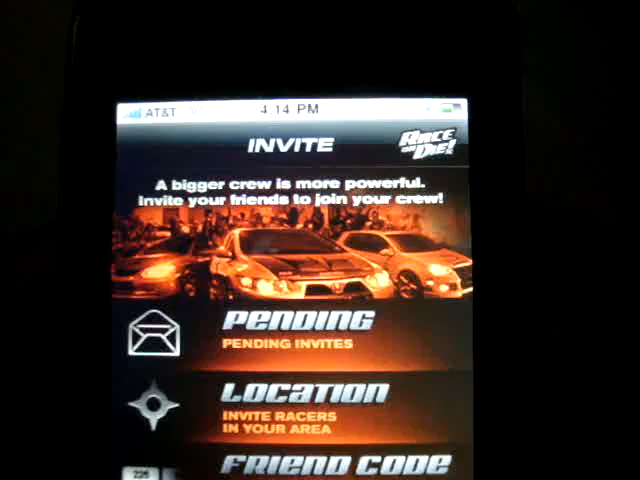 AT&T 4:14 PM
INVITE
RACE OR DIE!
A bigger crew is more powerful.
Invite your friends to join your crew!
PENDING
PENDING INVITES
LOCATION
INVITE RACERS
IN YOUR AREA
FRIEND CODE
226